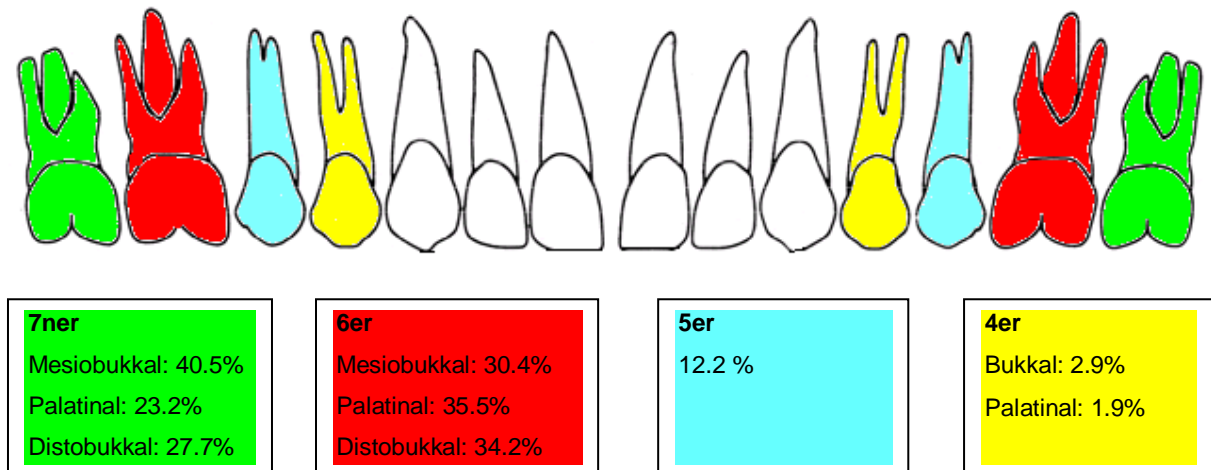 7ner
Mesiobukkal: 40.5%
Palatinal: 23.2%
Distobukkal: 27.7%
6er
Mesiobukkal: 30.4%
Palatinal: 35.5%
Distobukkal: 34.2%
5er
12.2 %
4er
Bukkal: 2.9%
Palatinal: 1.9%